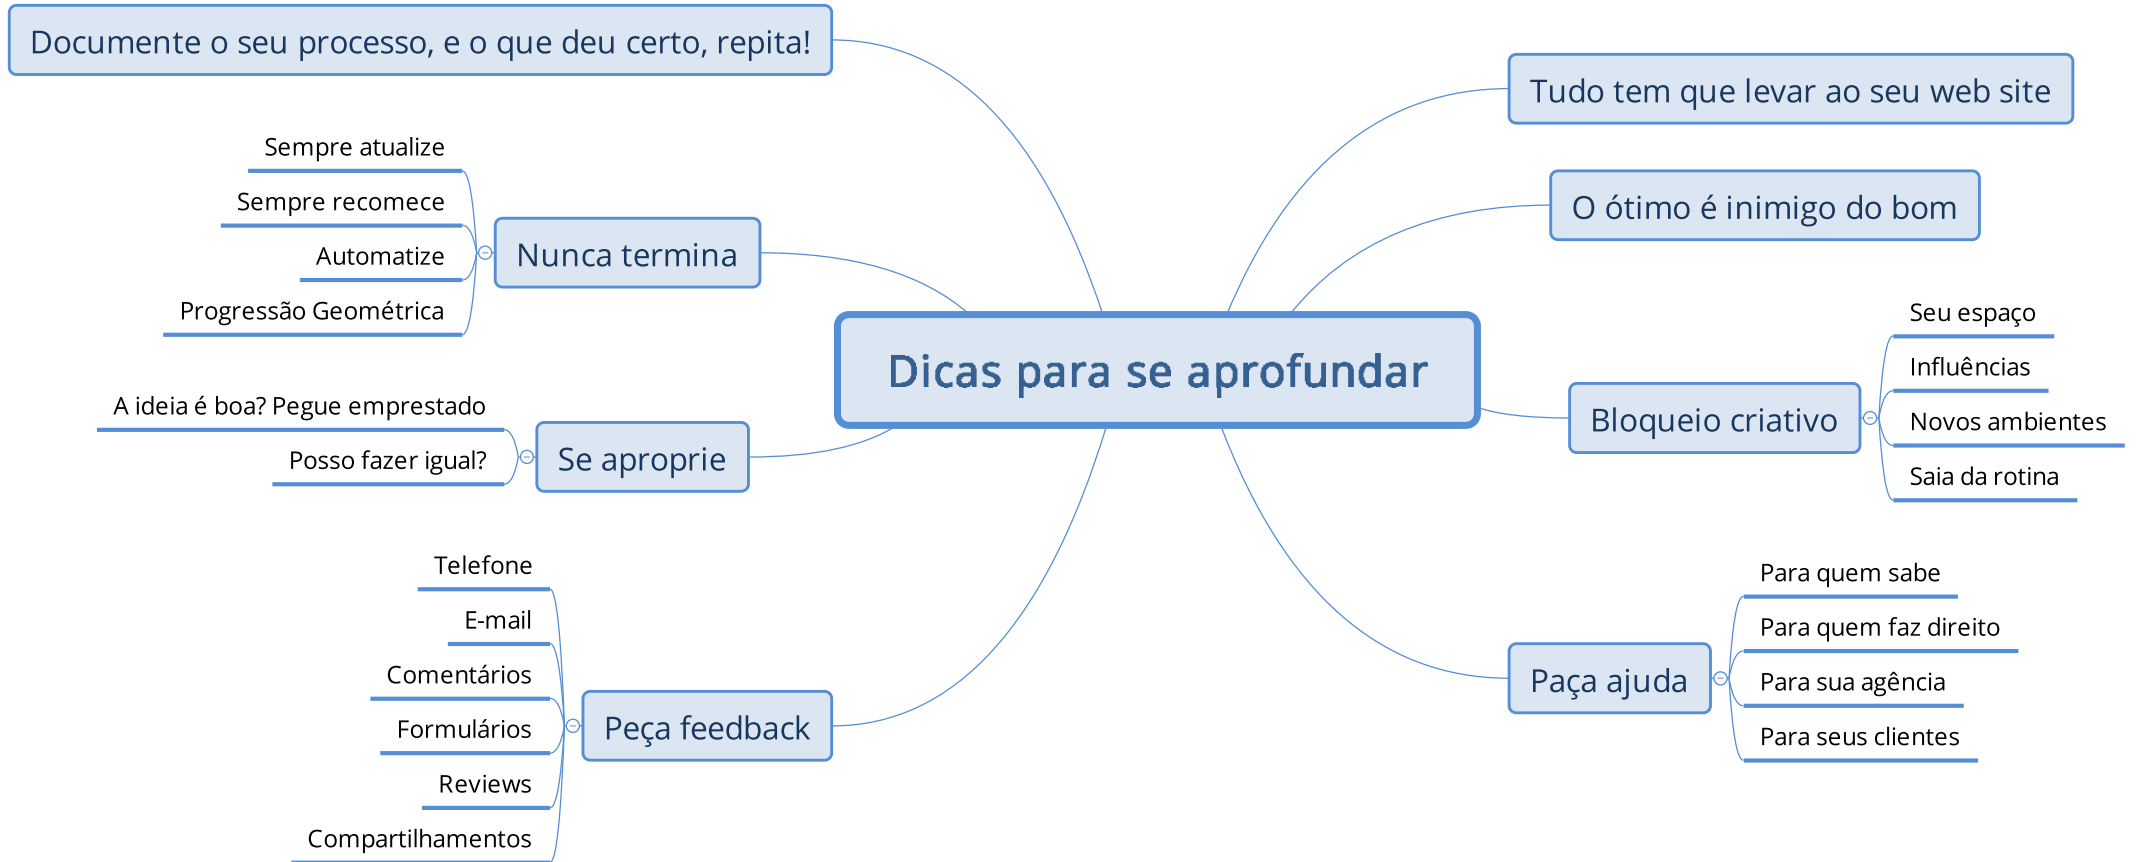 Dicas para se aprofundar
Tudo tem que levar ao seu web site
O ótimo é inimigo do bom
Bloqueio criativo
Seu espaço
Influências
Novos ambientes
Saia da rotina
Paça ajuda
Para quem sabe
Para quem faz direito
Para sua agência
Para seus clientes
Documente o seu processo, e o que deu certo, repita!
Nunca termina
Sempre atualize
Sempre recomece
Automatize
Progressão Geométrica
Se aproprie
A ideia é boa? Pegue emprestado
Posso fazer igual?
Peça feedback
Telefone
E-mail
Comentários
Formulários
Reviews
Compartilhamentos